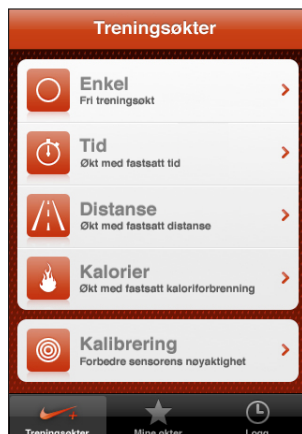 Treningsøkter
Enkel
Fri treningsøkt
Tid
Økt med fastsatt tid
Distanse
Økt med fastsatt distanse
Kalorier
Økt med fastsatt kaloriforbrenning
Kalibrering
Forbedre sensorens nøyaktighet
Treningsøkter Mine økter Logg